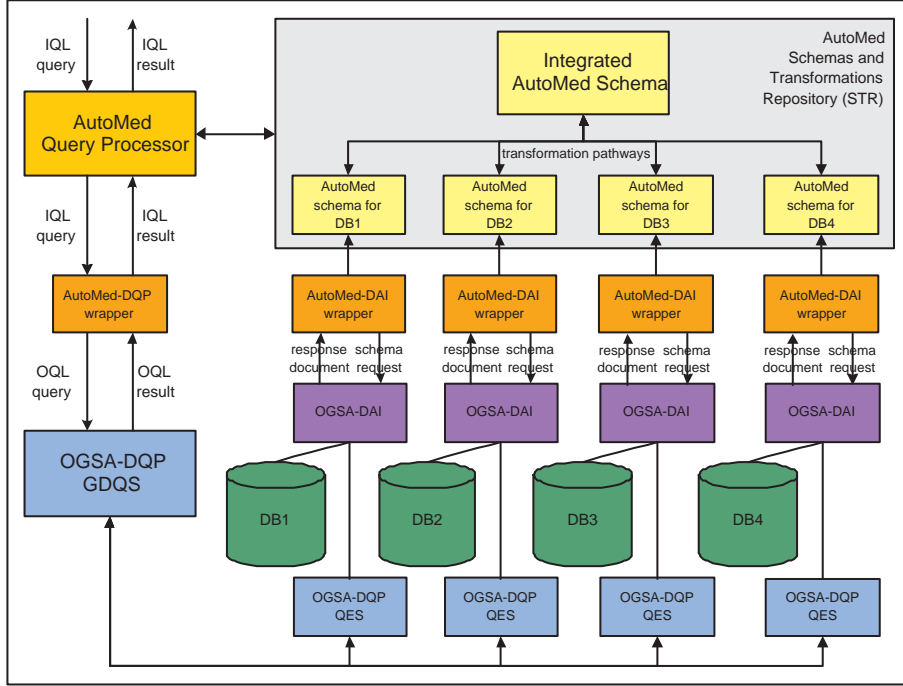 IQL
query
IQL
result
AutoMed
Schemas and
Transformations
Repository (STR)
Integrated
AutoMed Schema
AutoMed
Query Processor
transformation pathways
AutoMed
schema for
DB1
AutoMed
schema for
DB2
AutoMed
schema for
DB3
AutoMed
schema for
DB4
IQL
query
IQL
result
AutoMed-DQP
wrapper
AutoMed-DAI
wrapper
AutoMed-DAI
wrapper
AutoMed-DAI
wrapper
AutoMed-DAI
wrapper
OQL
query
OQL
result
response
document
schema
request
response
document
schema
request
response
document
schema
request
response
document
schema
request
OGSA-DAI
OGSA-DAI
OGSA-DAI
OGSA-DAI
OGSA-DQP
GDQS
DB1
DB2
DB3
DB4
OGSA-DQP
QES
OGSA-DQP
QES
OGSA-DQP
QES
OGSA-DQP
QES